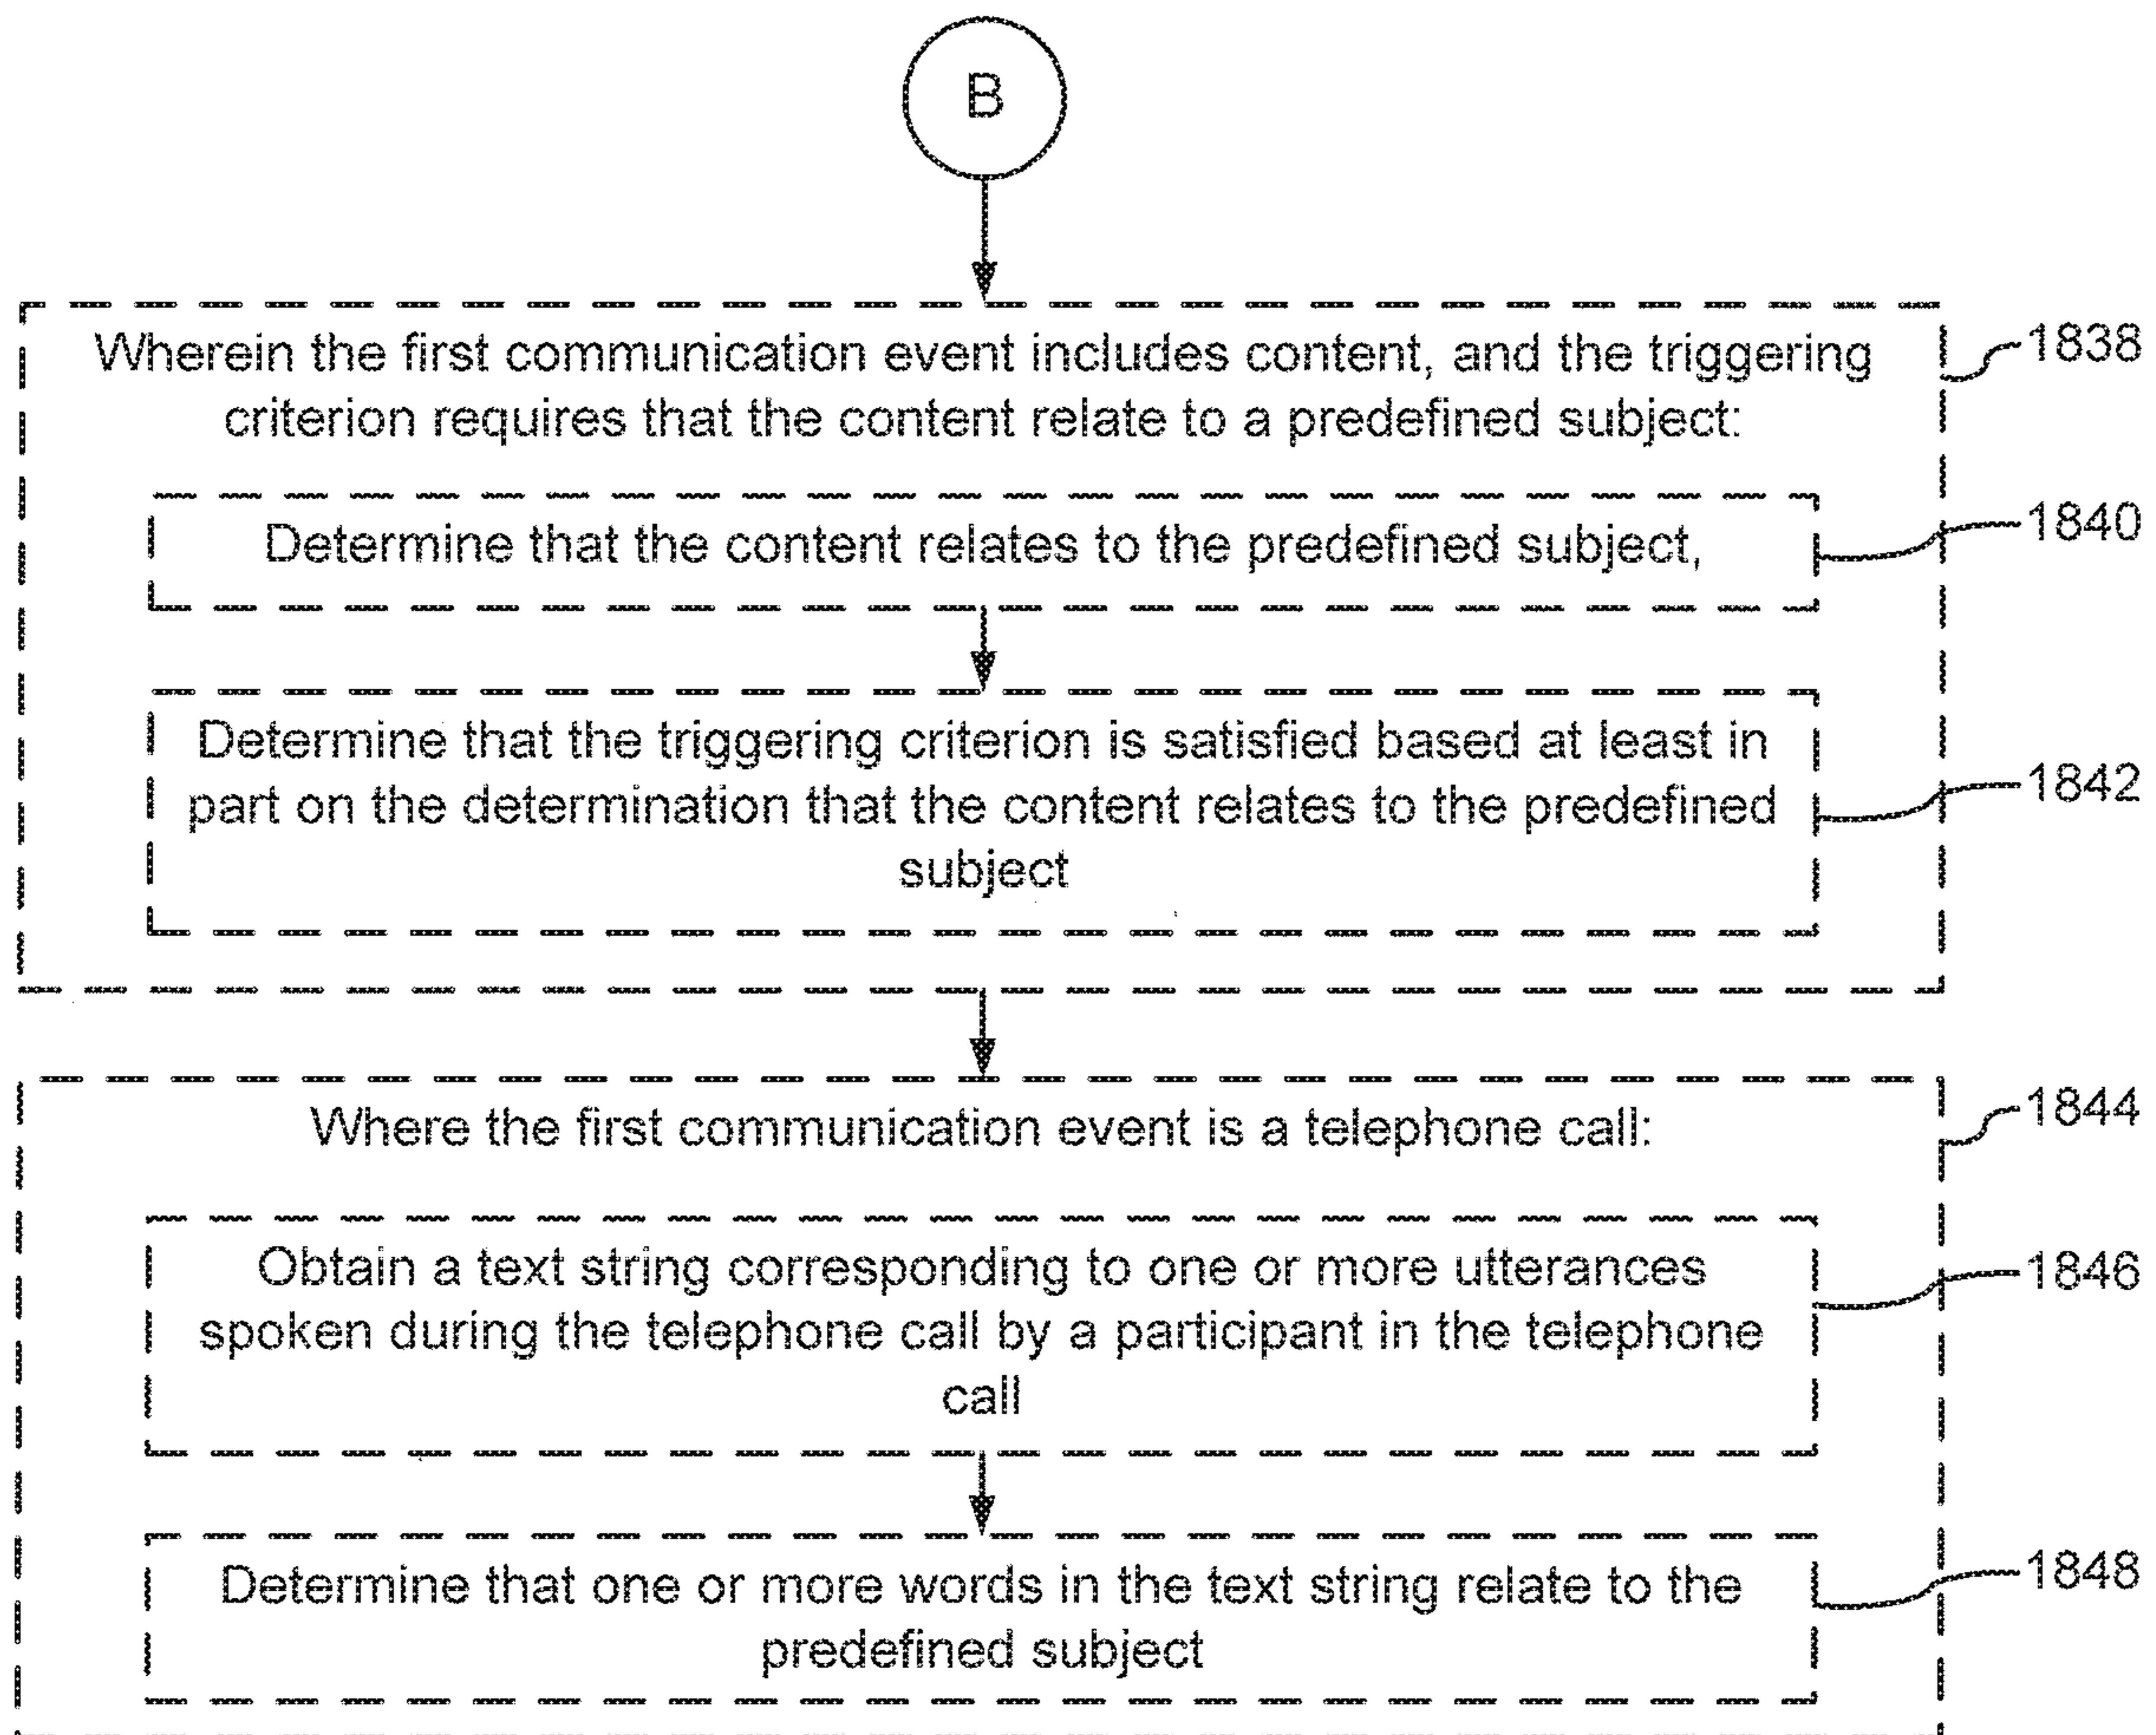 B
Wherein the first communication event includes content, and the triggering
criterion requires that the content relate to a predefined subject:
1838
Determine that the content relates to the predefined subject,
1840
Determine that the triggering criterion is satisfied based at least in
part on the determination that the content relates to the predefined
subject
1842
Where the first communication event is a telephone call:
1844
Obtain a text string corresponding to one or more utterances
spoken during the telephone call by a participant in the telephone
call
1846
Determine that one or more words in the text string relate to the
predefined subject
1848